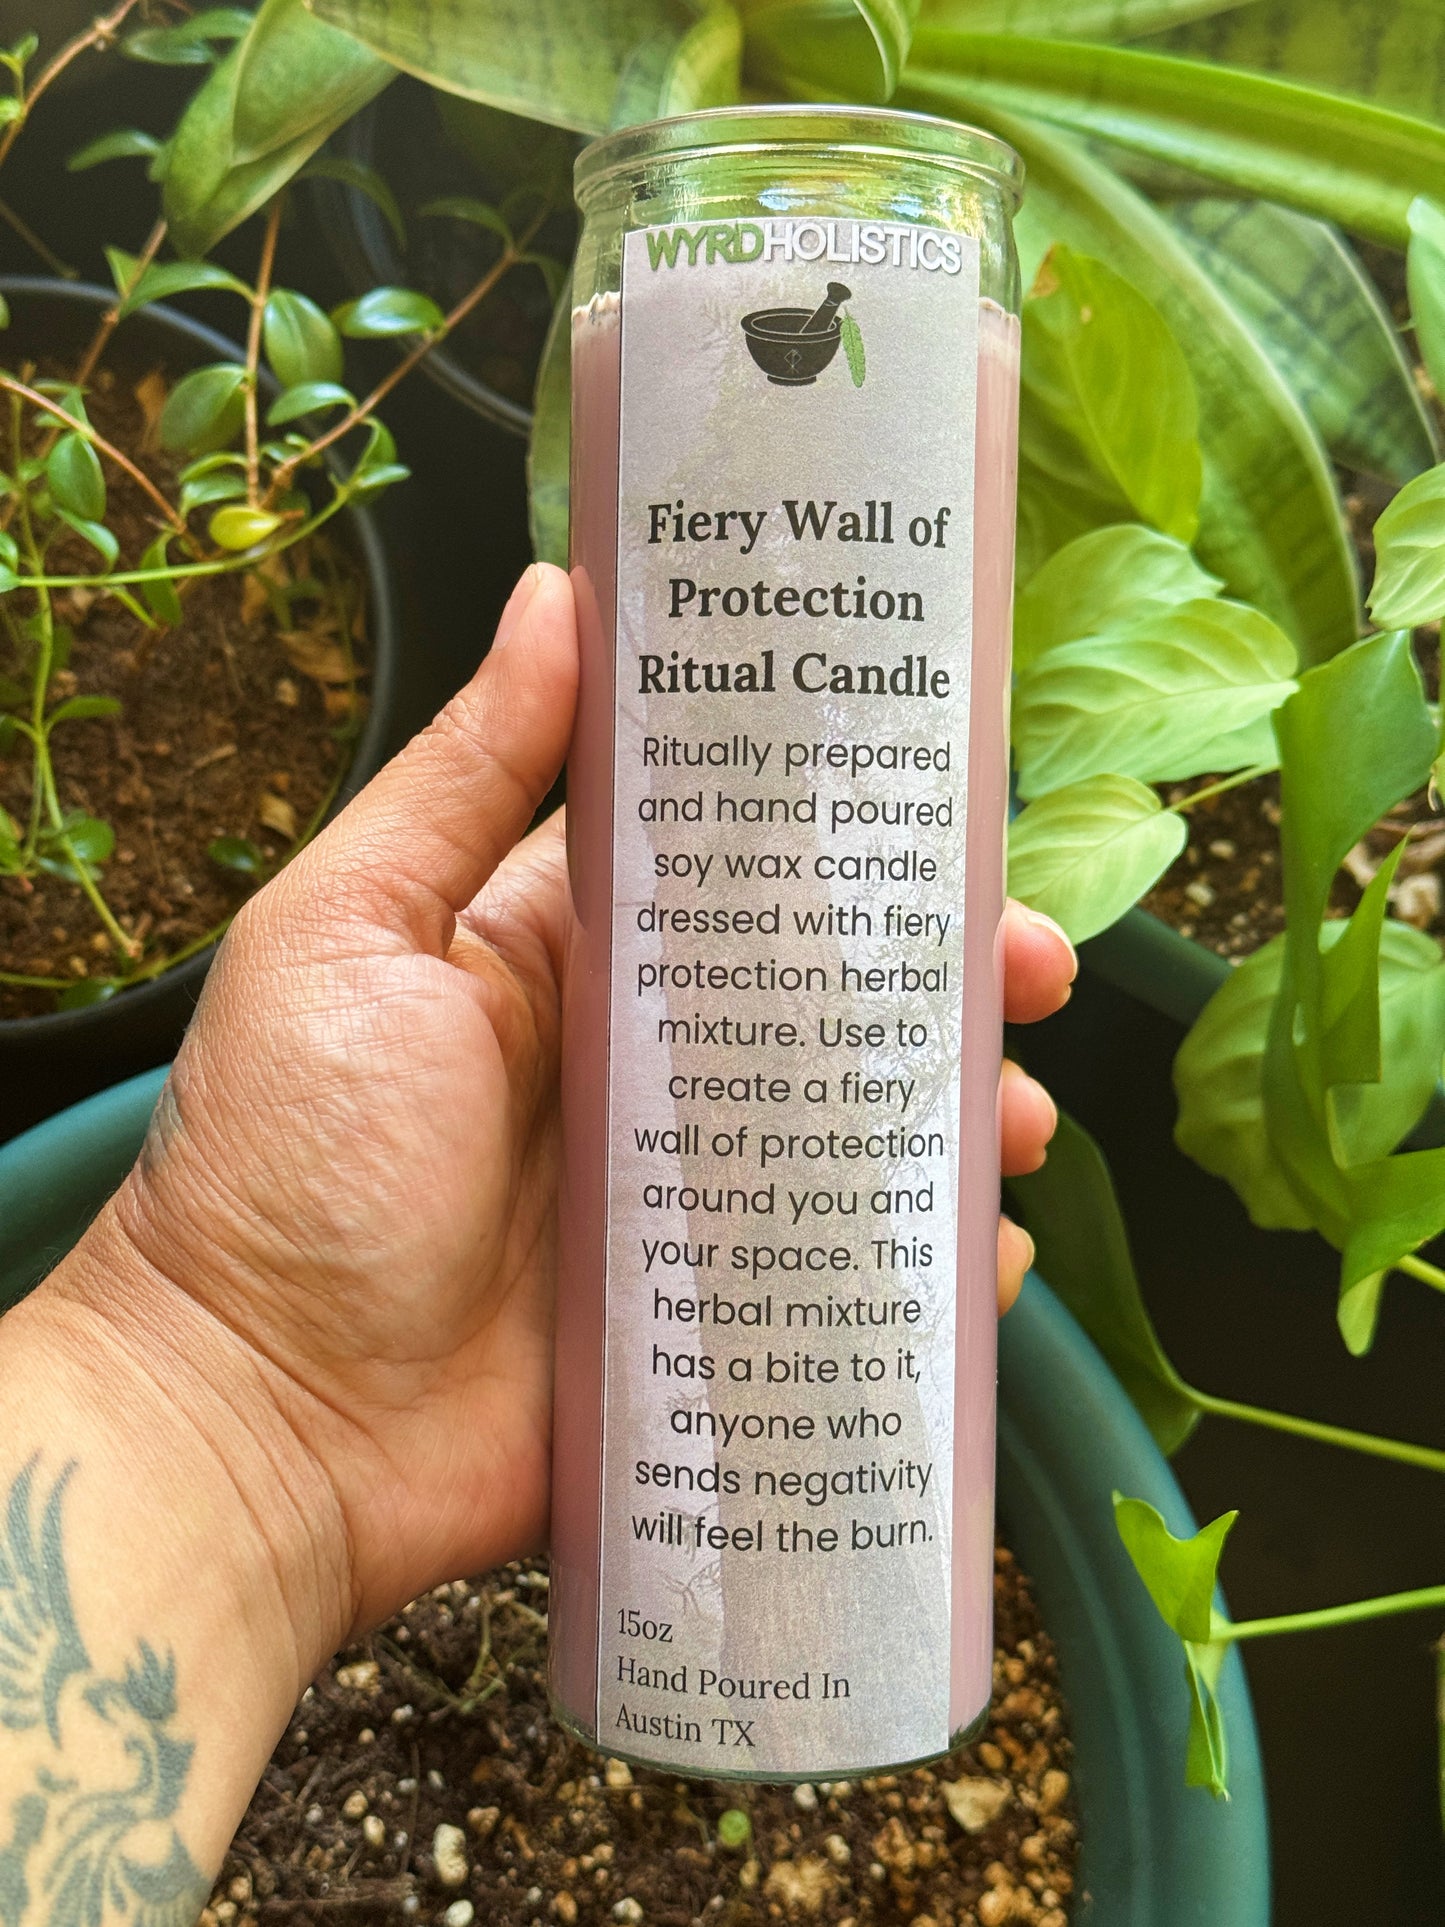 WYRDHOLISTICS
Fiery Wall of
Protection
Ritual Candle
Ritually prepared
and hand poured
soy wax candle
dressed with fiery
protection herbal
mixture. Use to
create a fiery
wall of protection
around you and
your space. This
herbal mixture
has a bite to it,
anyone who
sends negativity
will feel the burn.
15oz
Hand Poured In
Austin TX